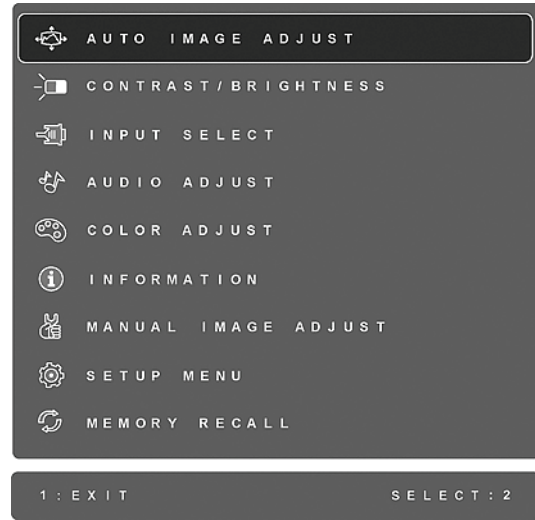 AUTO IMAGE ADJUST
CONTRAST/BRIGHTNESS
INPUT SELECT
AUDIO ADJUST
COLOR ADJUST
INFORMATION
MANUAL IMAGE ADJUST
SETUP MENU
MEMORY RECALL
1:EXIT SELECT:2